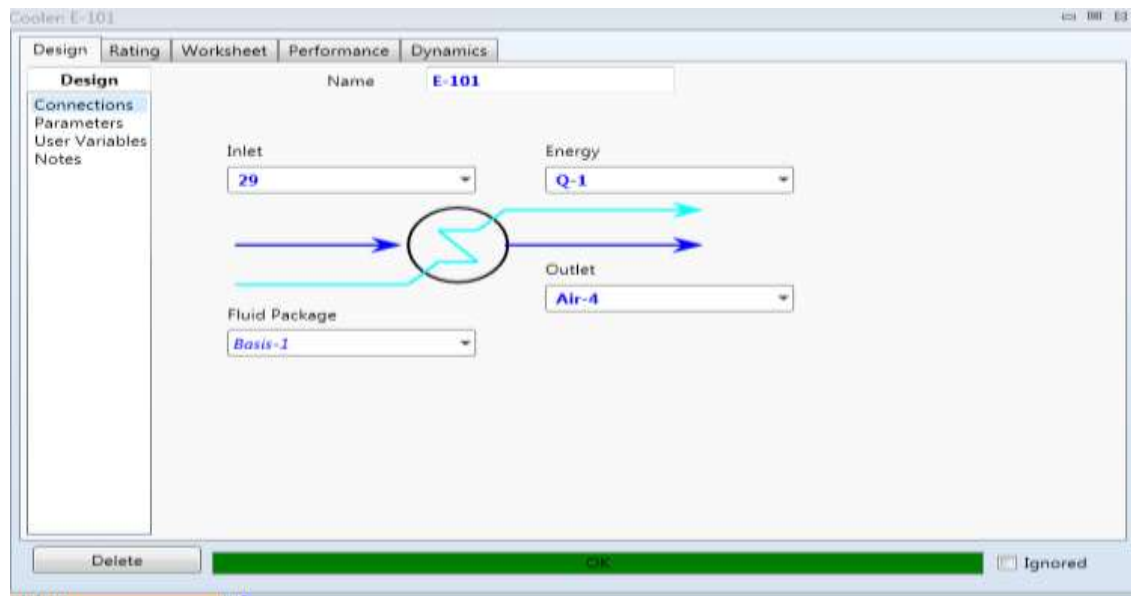 Cooler: E-101
Design Rating Worksheet Performance Dynamics
Design
Connections
Parameters
User Variables
Notes
Name E-101
Inlet
29
Energy
Q-1
Outlet
Air-4
Fluid Package
Basis-1
Delete
OK
Ignored